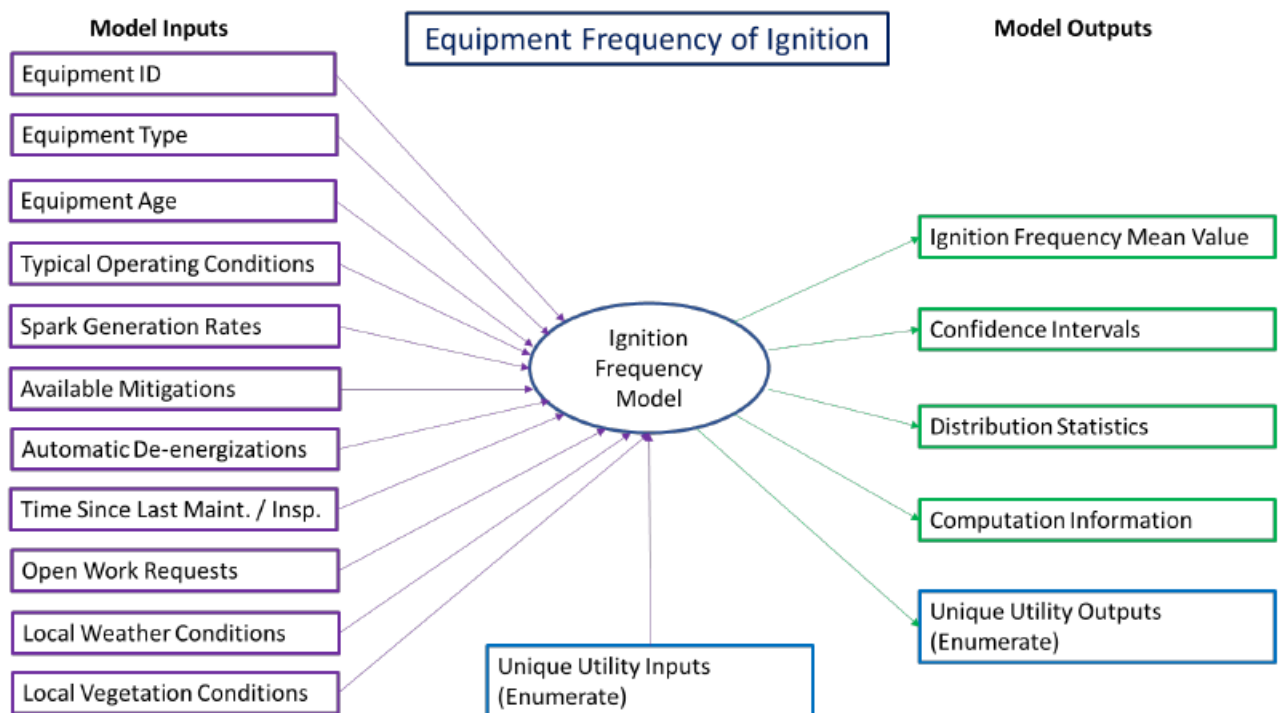 Model Inputs
Equipment Frequency of Ignition
Model Outputs
Equipment ID
Equipment Type
Equipment Age
Typical Operating Conditions
Spark Generation Rates
Available Mitigations
Automatic De-energizations
Time Since Last Maint. / Insp.
Open Work Requests
Local Weather Conditions
Local Vegetation Conditions
Ignition
Frequency
Model
Unique Utility Inputs
(Enumerate)
Ignition Frequency Mean Value
Confidence Intervals
Distribution Statistics
Computation Information
Unique Utility Outputs
(Enumerate)